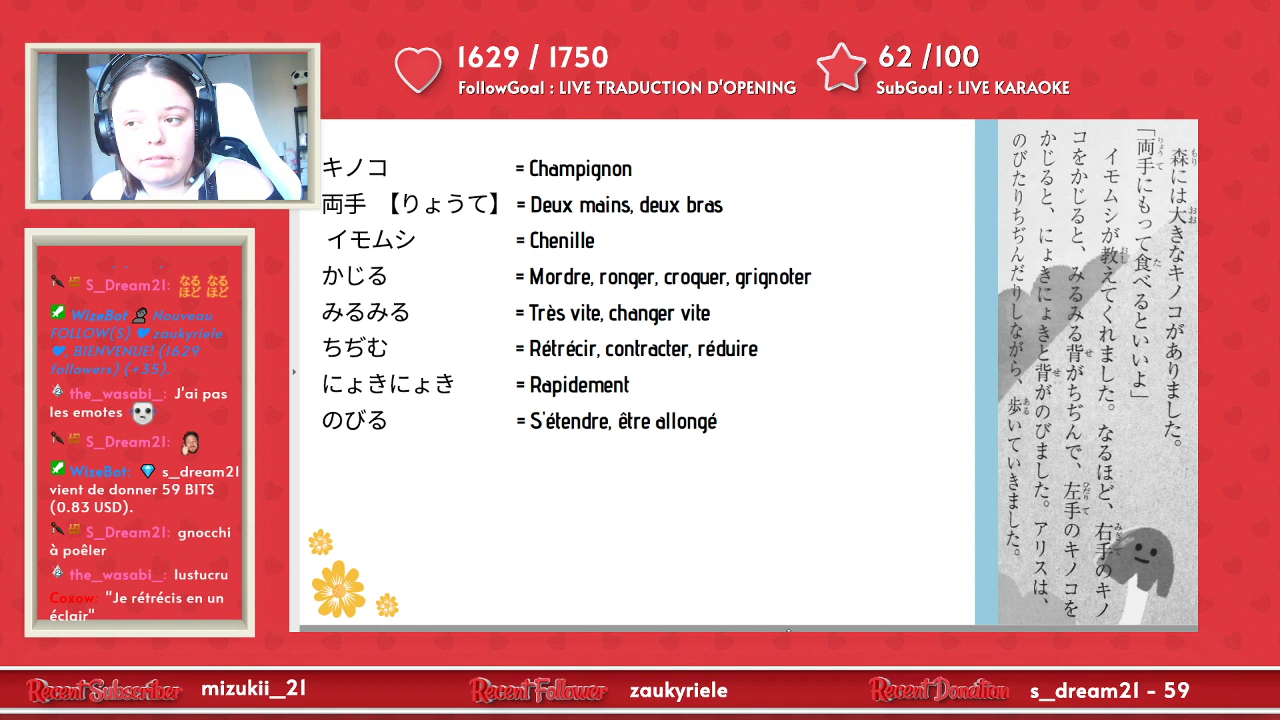 1629 / 1750
FollowGoal : LIVE TRADUCTION D'OPENING
62 /100
SubGoal : LIVE KARAOKE
キノコ = Champignon
両手 【りょうて】 = Deux mains, deux bras
イモムシ = Chenille
かじる = Mordre, ronger, croquer, grignoter
みるみる = Très vite, changer vite
ちぢむ = Rétrécir, contracter, réduire
にょきにょき = Rapidement
のびる = S'étendre, être allongé
森には大きなキノコがありました。
「両手にもって食べるといいよ」
イモムシが教えてくれました。なるほど、右手のキノ
コをかじると、みるみる背がちぢんで、左手のキノコを
かじると、にょきにょきと背がのびました。アリスは、
のびたりちぢんだりしながら、歩いていきました。
S_Dream21: なるほど なるほど
WizeBot Nouveau
FOLLOW(S) zaukyriele
, BIENVENUE! (1629
followers) (+35).
the_wasabi_: J'ai pas
les emotes
S_Dream21:
WizeBot: s_dream21
vient de donner 59 BITS
(0.83 USD).
S_Dream21: gnocchi
à poêler
the_wasabi_: lustucru
Coxow: "Je rétrécis en un
éclair"
Recent Subscriber mizukii_21
Recent Follower zaukyriele
Recent Donation s_dream21 - 59